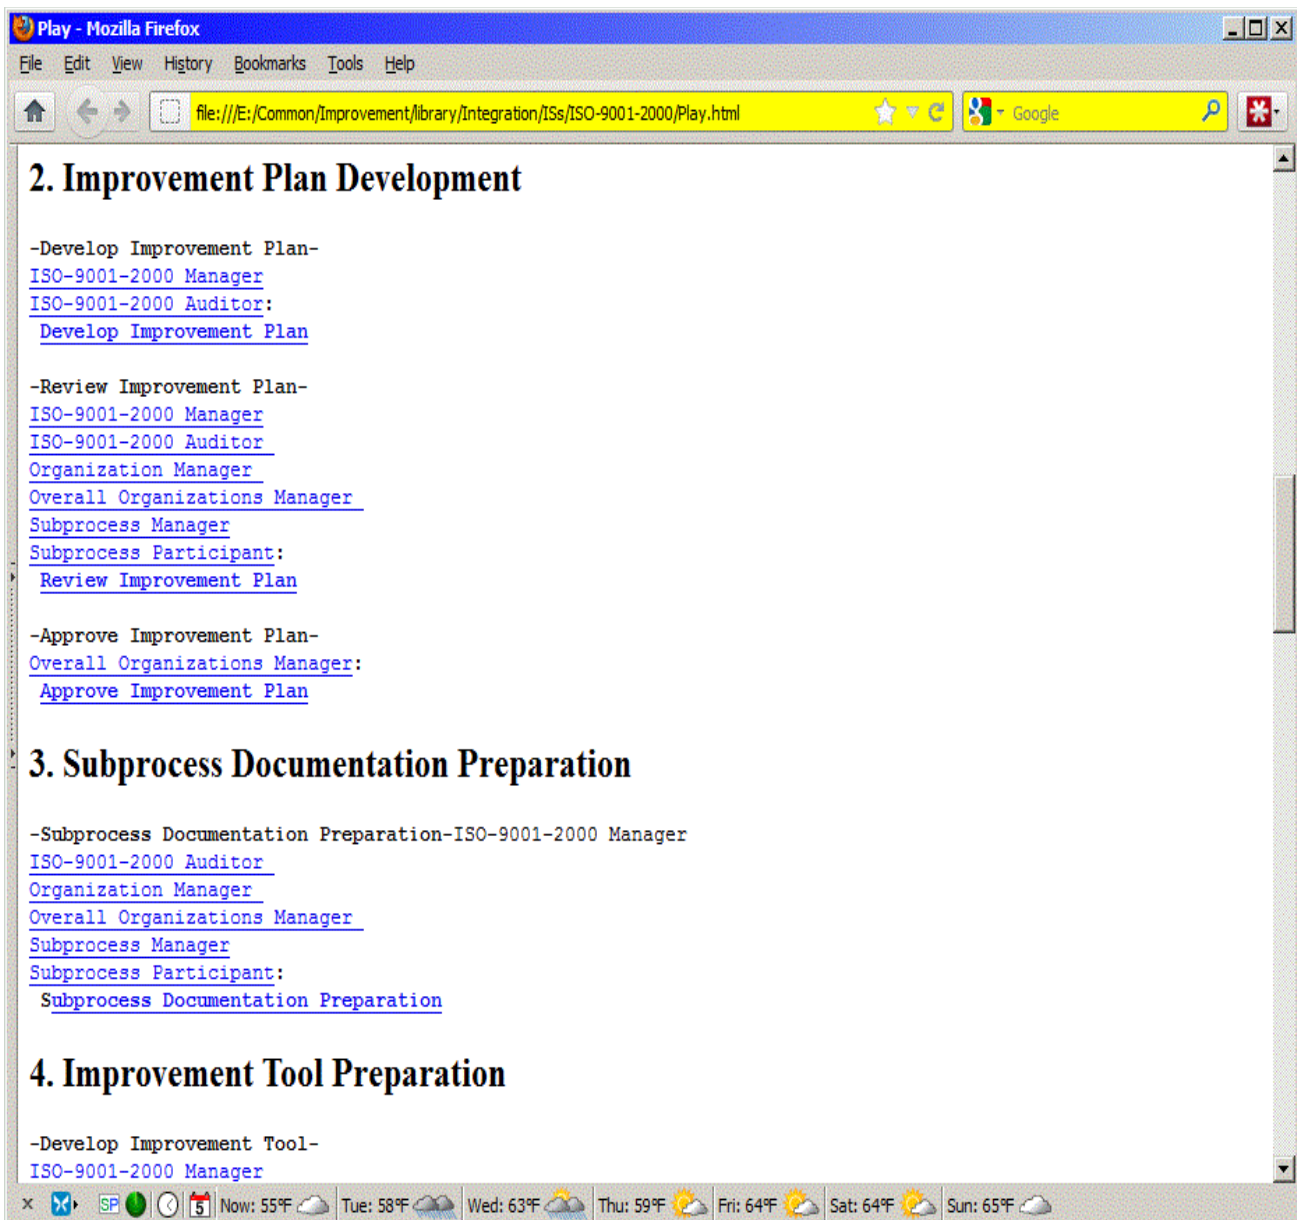 Play - Mozilla Firefox
File Edit View History Bookmarks Tools Help
file:///E:/Common/Improvement/library/Integration/ISs/ISO-9001-2000/Play.html Google
2. Improvement Plan Development
-Develop Improvement Plan-
ISO-9001-2000 Manager
ISO-9001-2000 Auditor:
Develop Improvement Plan
-Review Improvement Plan-
ISO-9001-2000 Manager
ISO-9001-2000 Auditor
Organization Manager
Overall Organizations Manager
Subprocess Manager
Subprocess Participant:
Review Improvement Plan
-Approve Improvement Plan-
Overall Organizations Manager:
Approve Improvement Plan
3. Subprocess Documentation Preparation
-Subprocess Documentation Preparation-ISO-9001-2000 Manager
ISO-9001-2000 Auditor
Organization Manager
Overall Organizations Manager
Subprocess Manager
Subprocess Participant:
Subprocess Documentation Preparation
4. Improvement Tool Preparation
-Develop Improvement Tool-
ISO-9001-2000 Manager
SP 5 Now: 55°F Tue: 58°F Wed: 63°F Thu: 59°F Fri: 64°F Sat: 64°F Sun: 65°F